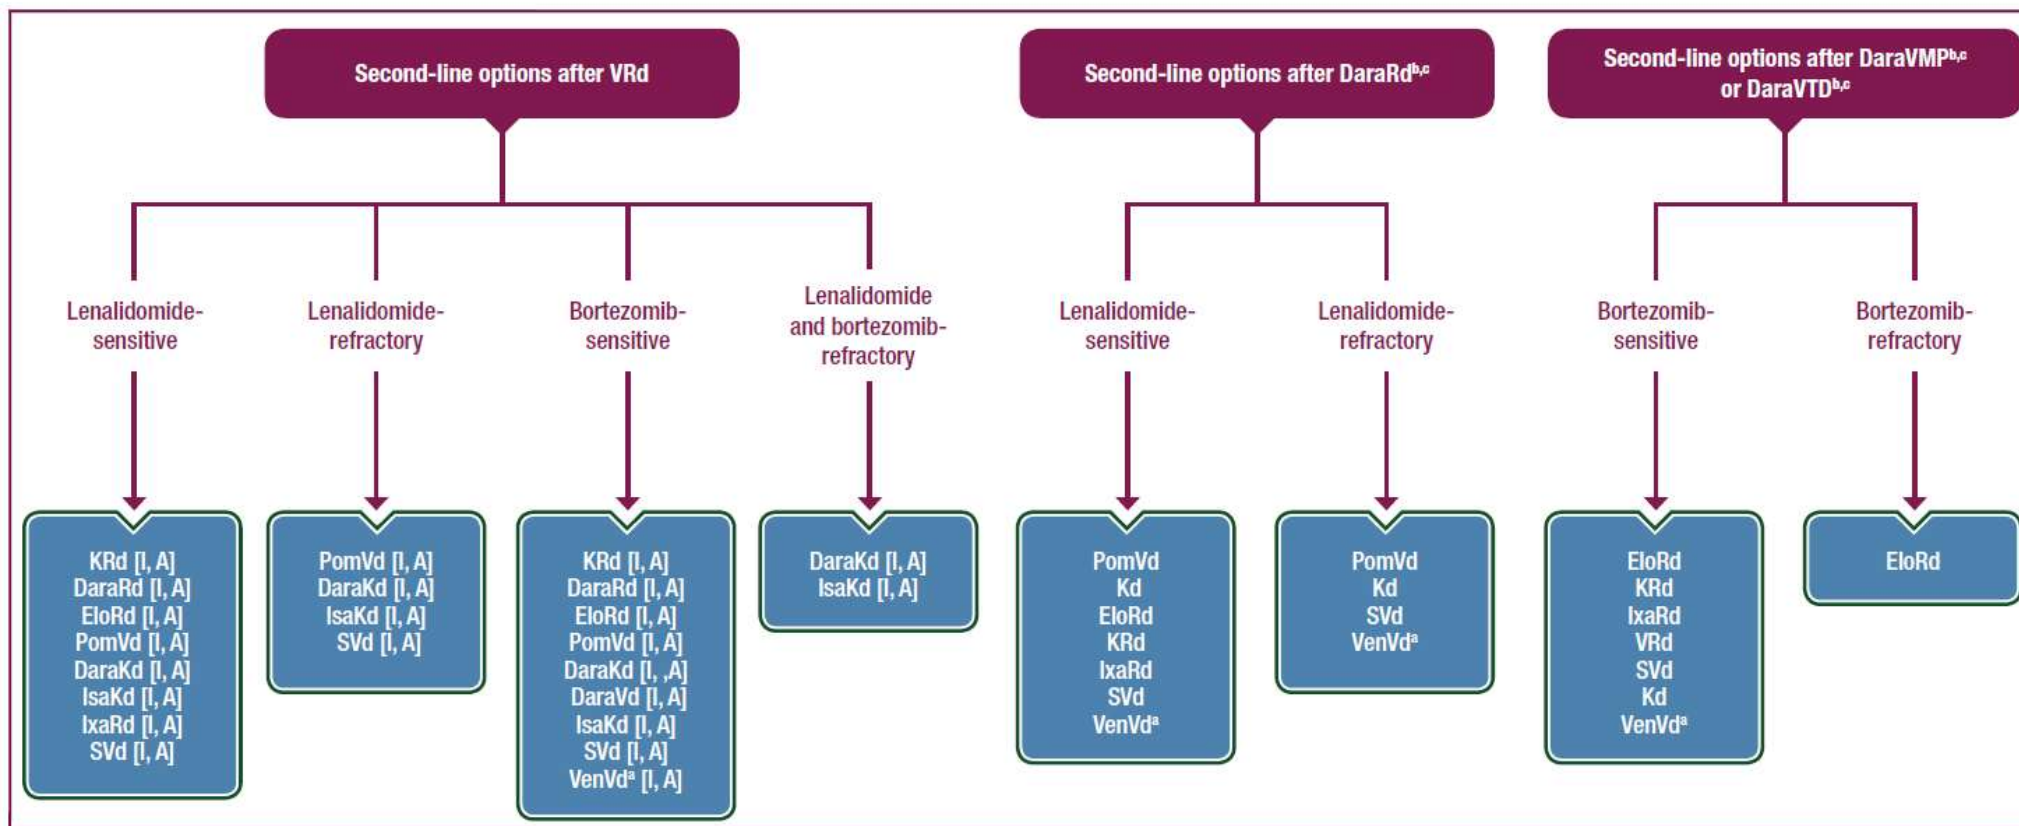 Second-line options after VRd
Second-line options after DaraRdᵇ,ᶜ
Second-line options after DaraVMPᵇ,ᶜ
or DaraVTDᵇ,ᶜ
Lenalidomide-
sensitive
Lenalidomide-
refractory
Bortezomib-
sensitive
Lenalidomide
and bortezomib-
refractory
Lenalidomide-
sensitive
Lenalidomide-
refractory
Bortezomib-
sensitive
Bortezomib-
refractory
KRd [I, A]
DaraRd [I, A]
EloRd [I, A]
PomVd [I, A]
DaraKd [I, A]
IsaKd [I, A]
IxaRd [I, A]
SVd [I, A]
PomVd [I, A]
DaraKd [I, A]
IsaKd [I, A]
SVd [I, A]
KRd [I, A]
DaraRd [I, A]
EloRd [I, A]
PomVd [I, A]
DaraKd [I, ,A]
DaraVd [I, A]
IsaKd [I, A]
SVd [I, A]
VenVdᵃ [I, A]
DaraKd [I, A]
IsaKd [I, A]
PomVd
Kd
EloRd
KRd
IxaRd
SVd
VenVdᵃ
PomVd
Kd
SVd
VenVdᵃ
EloRd
KRd
IxaRd
VRd
SVd
Kd
VenVdᵃ
EloRd